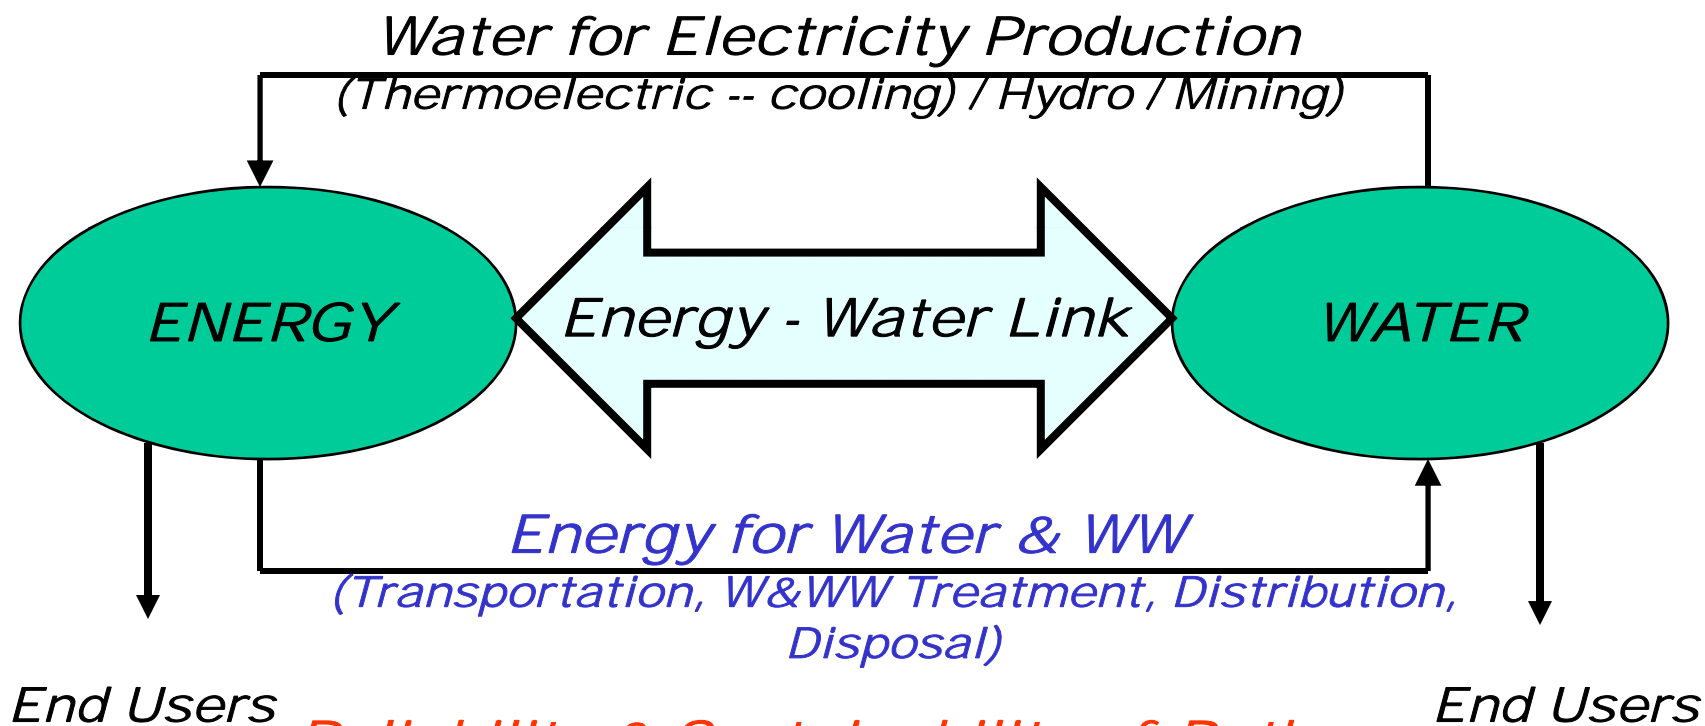 Water for Electricity Production
(Thermoelectric -- cooling) / Hydro / Mining)
ENERGY
Energy - Water Link
WATER
Energy for Water & WW
(Transportation, W&WW Treatment, Distribution,
Disposal)
End Users
End Users